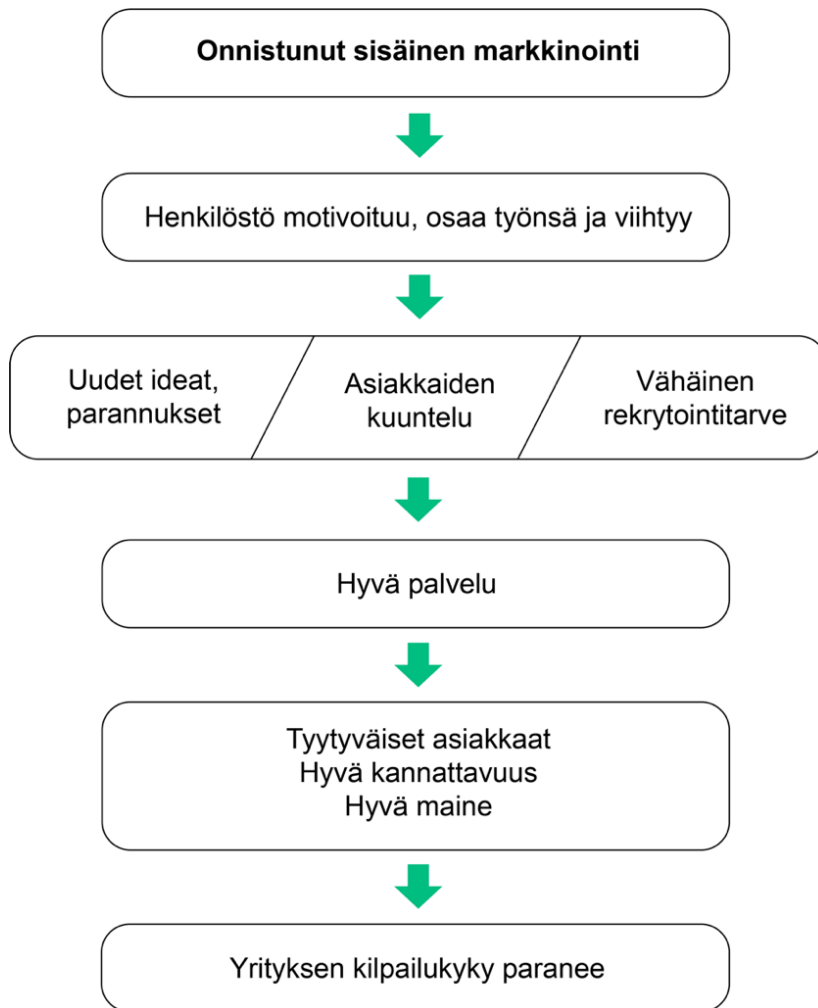 Onnistunut sisäinen markkinointi
Henkilöstö motivoituu, osaa työnsä ja viihtyy
Uudet ideat,
parannukset
Asiakkaiden
kuuntelu
Vähäinen
rekrytointitarve
Hyvä palvelu
Tyytyväiset asiakkaat
Hyvä kannattavuus
Hyvä maine
Yrityksen kilpailukyky paranee